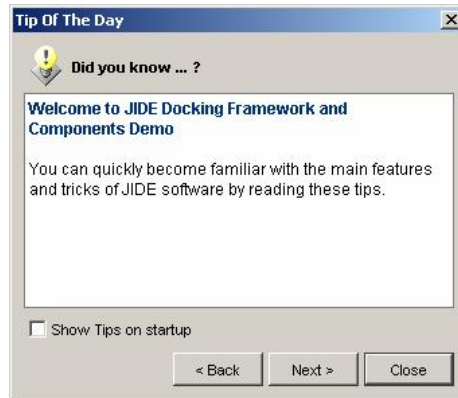 Tip Of The Day
Did you know ... ?
Welcome to JIDE Docking Framework and
Components Demo
You can quickly become familiar with the main features
and tricks of JIDE software by reading these tips.
Show Tips on startup
< Back Next > Close